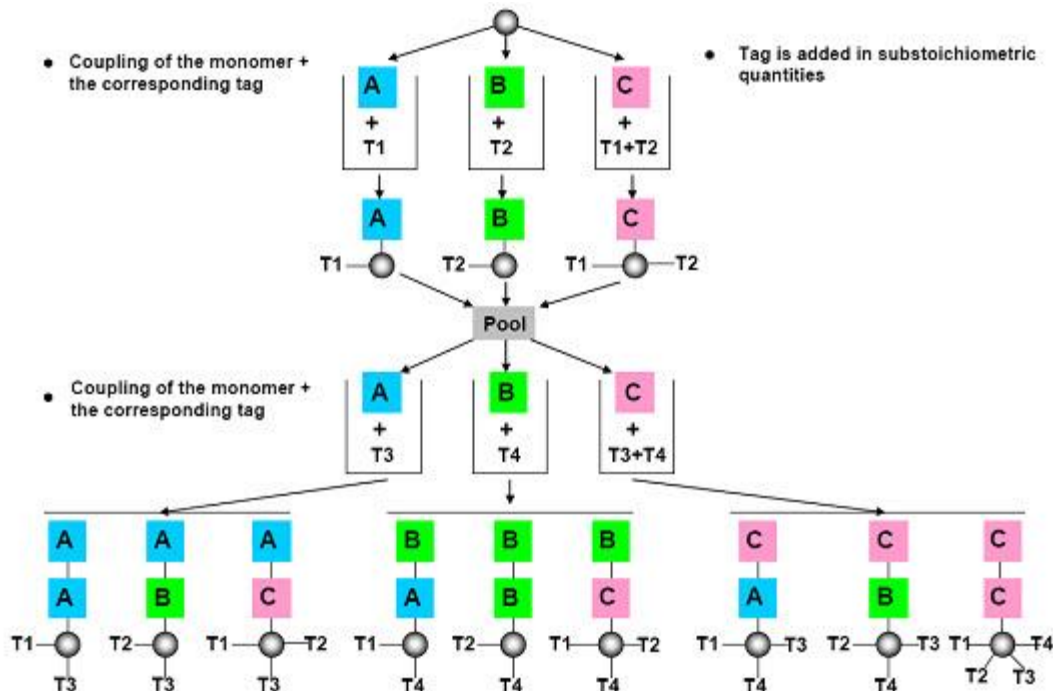 Coupling of the monomer +
the corresponding tag
Tag is added in substoichiometric
quantities
A B C
+ + +
T1 T2 T1+T2
A B C
T1 T2 T1 T2
Pool
Coupling of the monomer +
the corresponding tag
A B C
+ + +
T3 T4 T3+T4
A A A B B B C C C
A B C A B C A B C
T1 T2 T1 T2 T1 T2 T1 T2 T1 T3 T2 T3 T1 T4
T2 T3
T3 T3 T3 T4 T4 T4 T4 T4